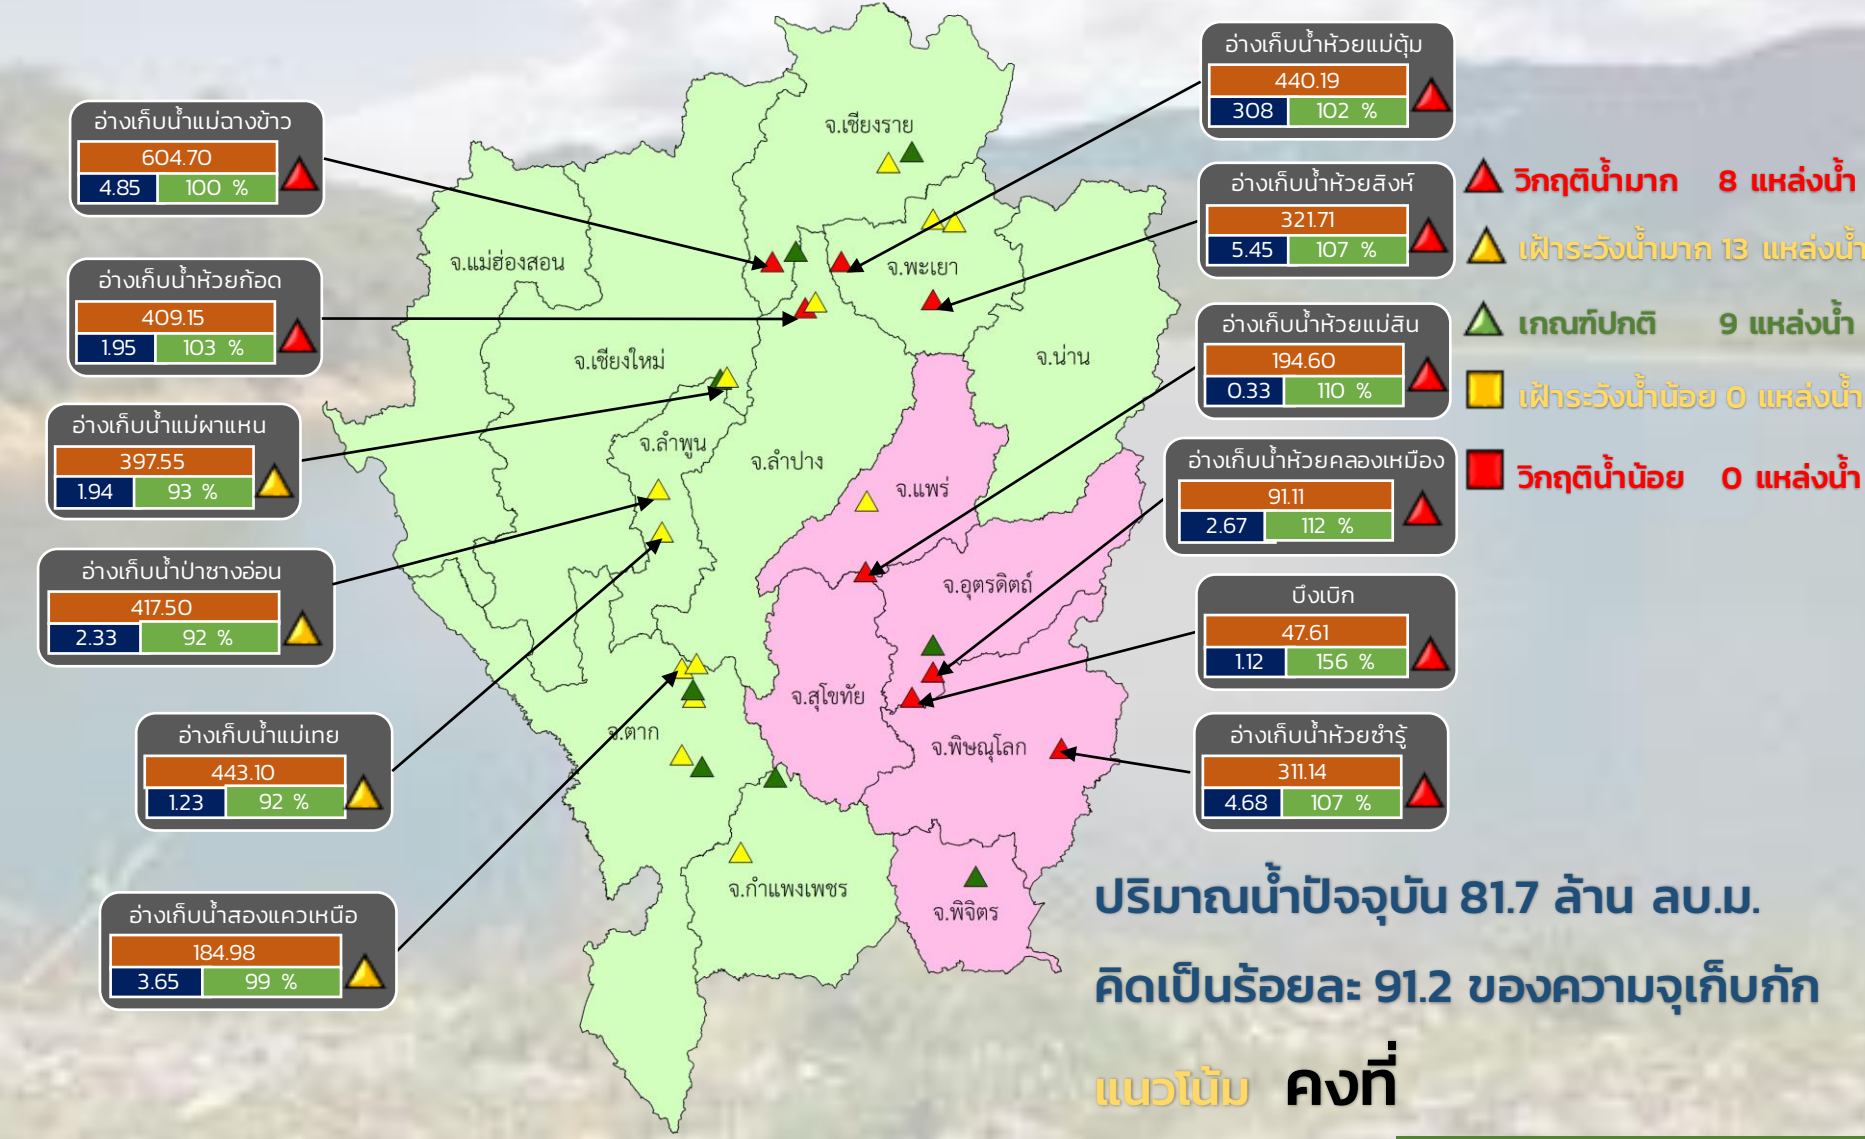 อ่างเก็บน้ำแม่ฉางข้าว
604.70
4.85 100 %
อ่างเก็บน้ำห้วยก้อด
409.15
1.95 103 %
อ่างเก็บน้ำแม่ผาแหน
397.55
1.94 93 %
อ่างเก็บน้ำป่าซางอ่อน
417.50
2.33 92 %
อ่างเก็บน้ำแม่เทย
443.10
1.23 92 %
อ่างเก็บน้ำสองแควเหนือ
184.98
3.65 99 %
จ.เชียงราย
จ.แม่ฮ่องสอน
จ.พะเยา
จ.เชียงใหม่
จ.น่าน
จ.ลำพูน
จ.ลำปาง
จ.แพร่
จ.อุตรดิตถ์
จ.สุโขทัย
จ.ตาก
จ.พิษณุโลก
จ.กำแพงเพชร
จ.พิจิตร
อ่างเก็บน้ำห้วยแม่ตุ้ม
440.19
308 102 %
อ่างเก็บน้ำห้วยสิงห์
321.71
5.45 107 %
อ่างเก็บน้ำห้วยแม่สิน
194.60
0.33 110 %
อ่างเก็บน้ำห้วยคลองเหมือง
91.11
2.67 112 %
บึงเบิก
47.61
1.12 156 %
อ่างเก็บน้ำห้วยซำรู้
311.14
4.68 107 %
วิกฤติน้ำมาก 8 แหล่งน้ำ
เฝ้าระวังน้ำมาก 13 แหล่งน้ำ
เกณฑ์ปกติ 9 แหล่งน้ำ
เฝ้าระวังน้ำน้อย 0 แหล่งน้ำ
วิกฤติน้ำน้อย 0 แหล่งน้ำ
ปริมาณน้ำปัจจุบัน 81.7 ล้าน ลบ.ม.
คิดเป็นร้อยละ 91.2 ของความจุเก็บกัก
แนวโน้ม คงที่